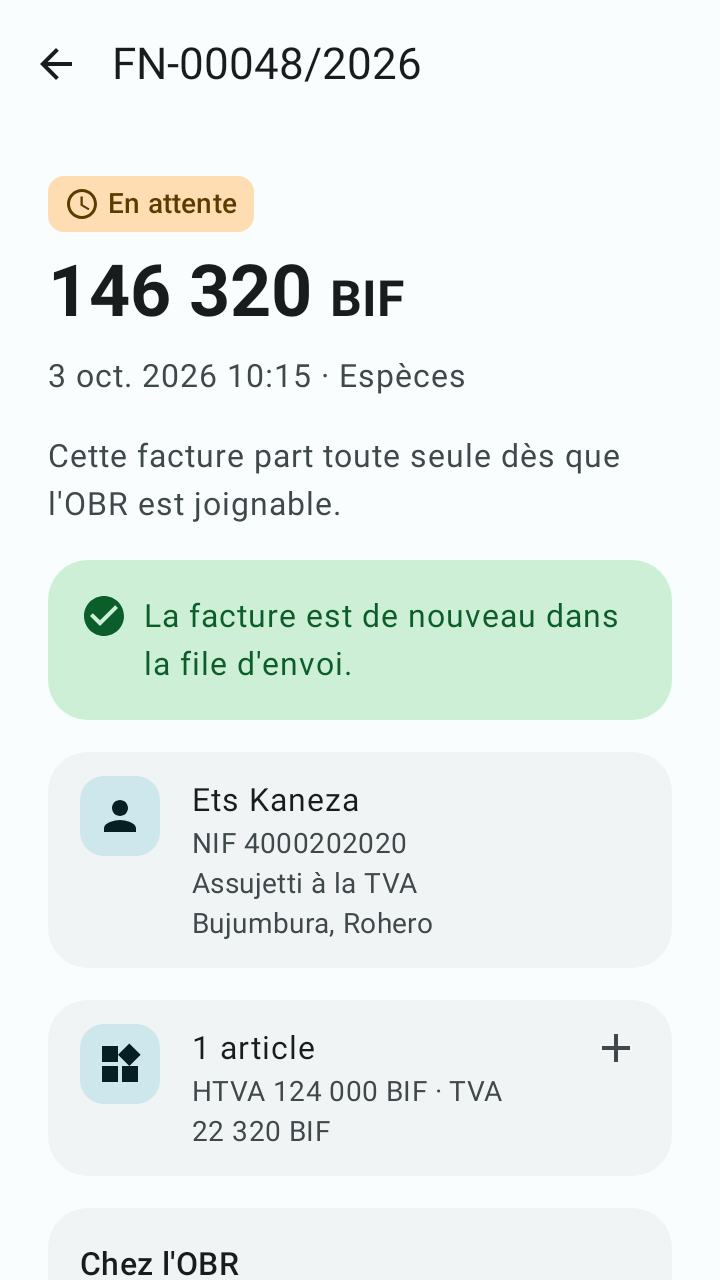 FN-00048/2026
En attente
146 320 BIF
3 oct. 2026 10:15 · Espèces
Cette facture part toute seule dès que
l'OBR est joignable.
La facture est de nouveau dans
la file d'envoi.
Ets Kaneza
NIF 4000202020
Assujetti à la TVA
Bujumbura, Rohero
1 article
HTVA 124 000 BIF · TVA
22 320 BIF
Chez l'OBR